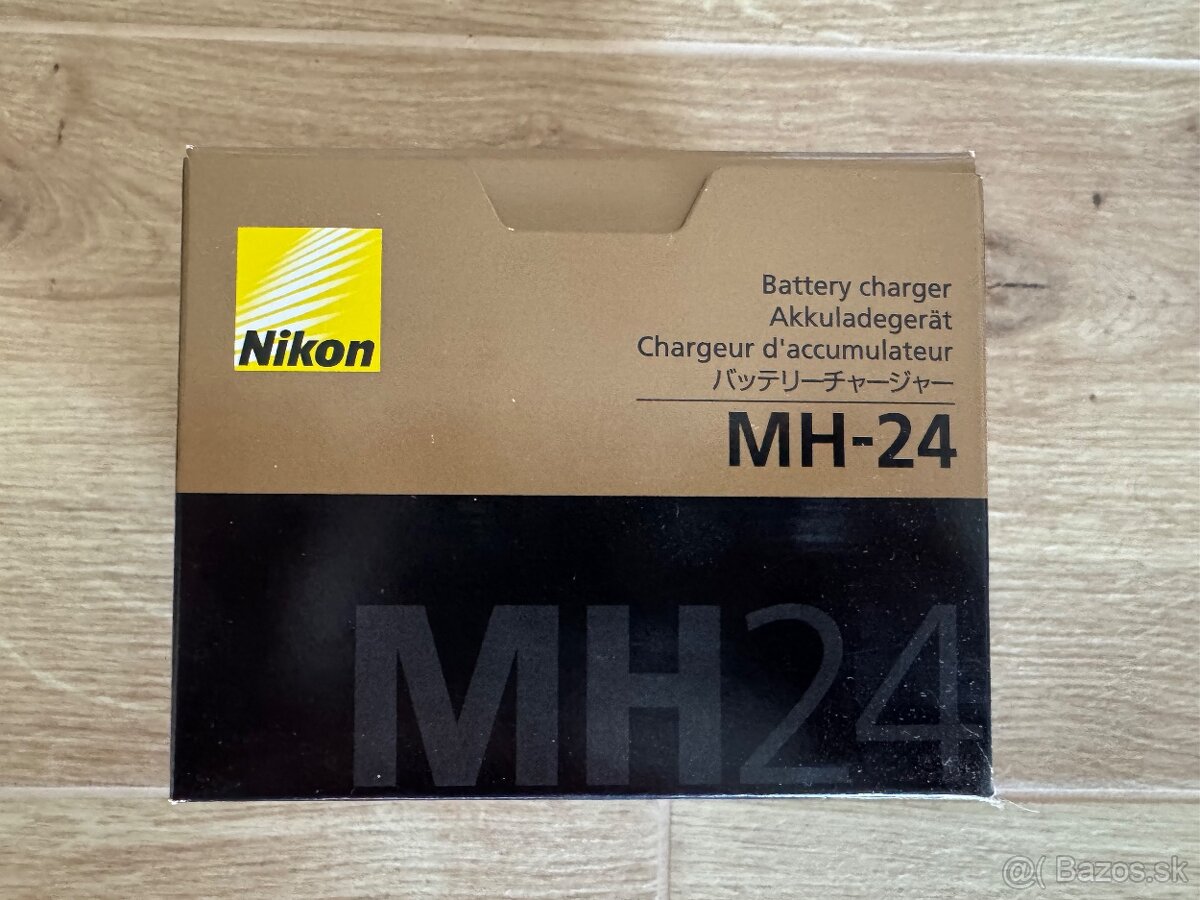 Nikon
Battery charger
Akkuladegerät
Chargeur d'accumulateur
バッテリーチャージャー
MH-24
MH24
@( Bazos.sk